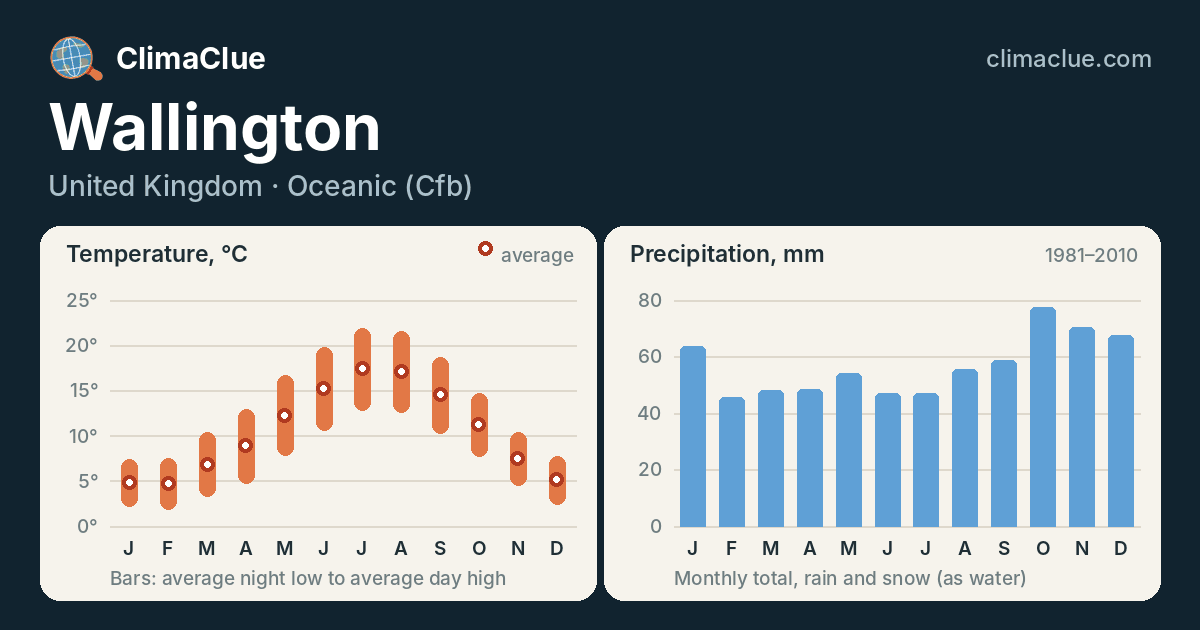 ClimaClue
climaclue.com
Wallington
United Kingdom · Oceanic (Cfb)
Temperature, °C
average
25°
20°
15°
10°
5°
0°
J F M A M J J A S O N D
Bars: average night low to average day high
Precipitation, mm
1981–2010
80
60
40
20
0
J F M A M J J A S O N D
Monthly total, rain and snow (as water)